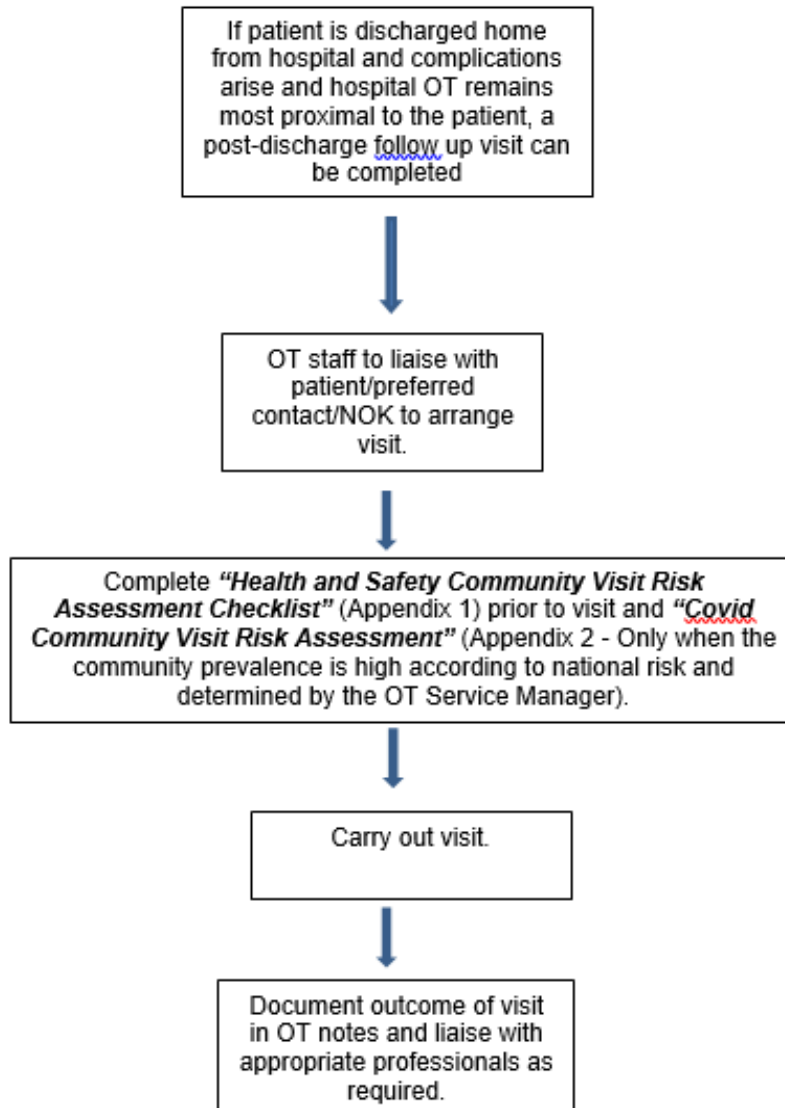 If patient is discharged home
from hospital and complications
arise and hospital OT remains
most proximal to the patient, a
post-discharge follow up visit can
be completed
OT staff to liaise with
patient/preferred
contact/NOK to arrange
visit.
Complete “Health and Safety Community Visit Risk
Assessment Checklist” (Appendix 1) prior to visit and “Covid
Community Visit Risk Assessment” (Appendix 2 - Only when the
community prevalence is high according to national risk and
determined by the OT Service Manager).
Carry out visit.
Document outcome of visit
in OT notes and liaise with
appropriate professionals as
required.